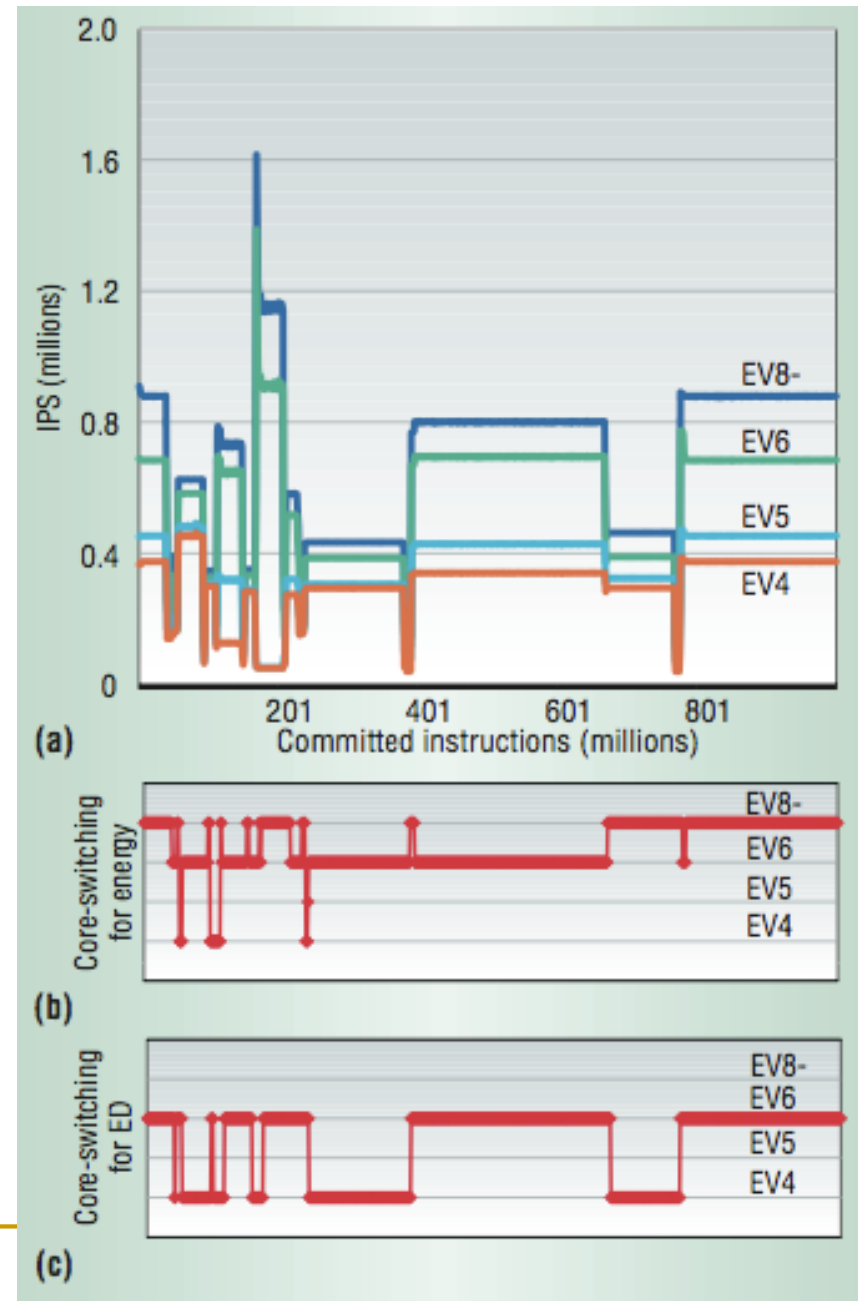 2.0
1.6
1.2
0.8
0.4
0
IPS (millions)
EV8-
EV6
EV5
EV4
201 401 601 801
(a)
Committed instructions (millions)
Core-switching
for energy
EV8-
EV6
EV5
EV4
(b)
Core-switching
for ED
EV8-
EV6
EV5
EV4
(c)